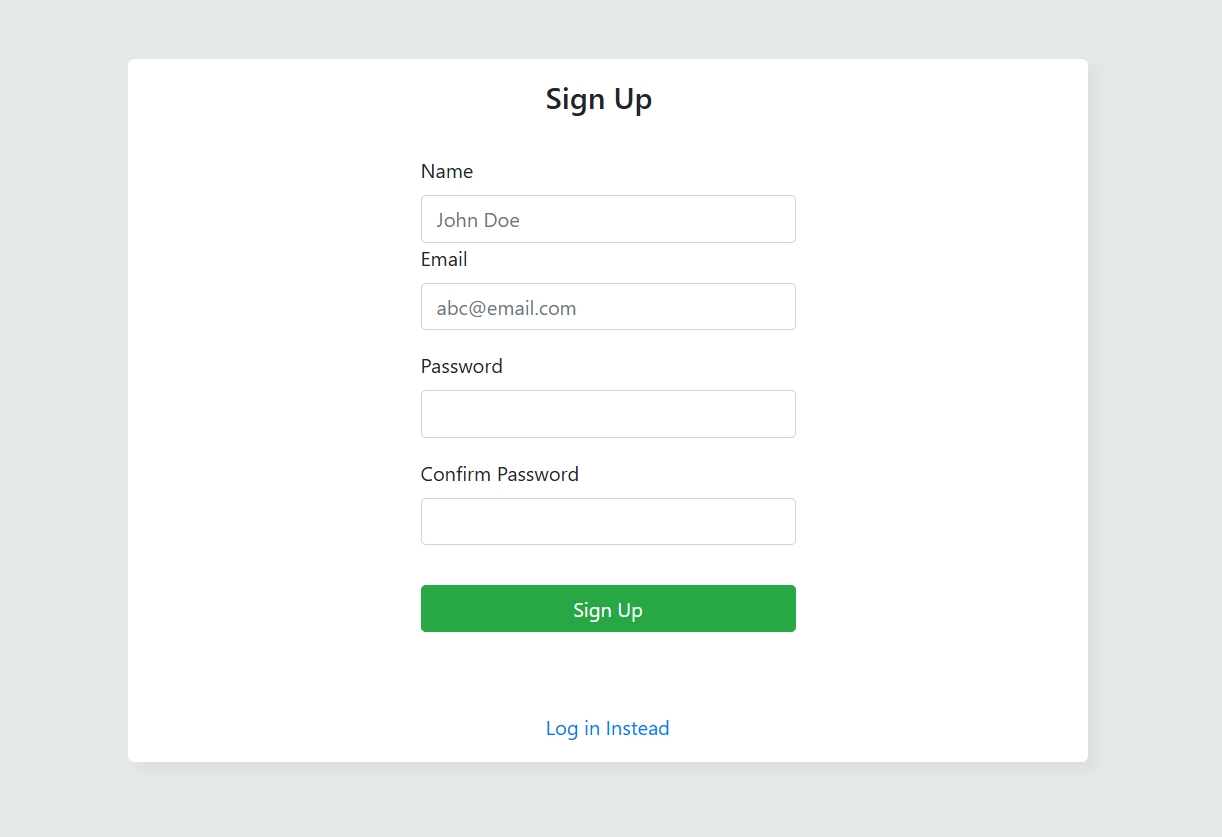 Sign Up
Name
John Doe
Email
abc@email.com
Password
Confirm Password
Sign Up
Log in Instead